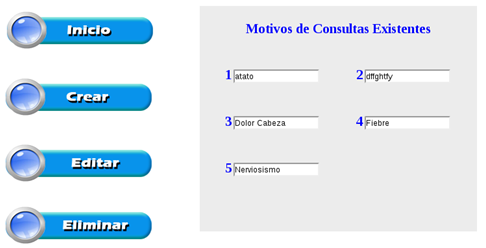 Inicio
Crear
Editar
Eliminar
Motivos de Consultas Existentes
1 atato 2 dffghtfy
3 Dolor Cabeza 4 Fiebre
5 Nerviosismo